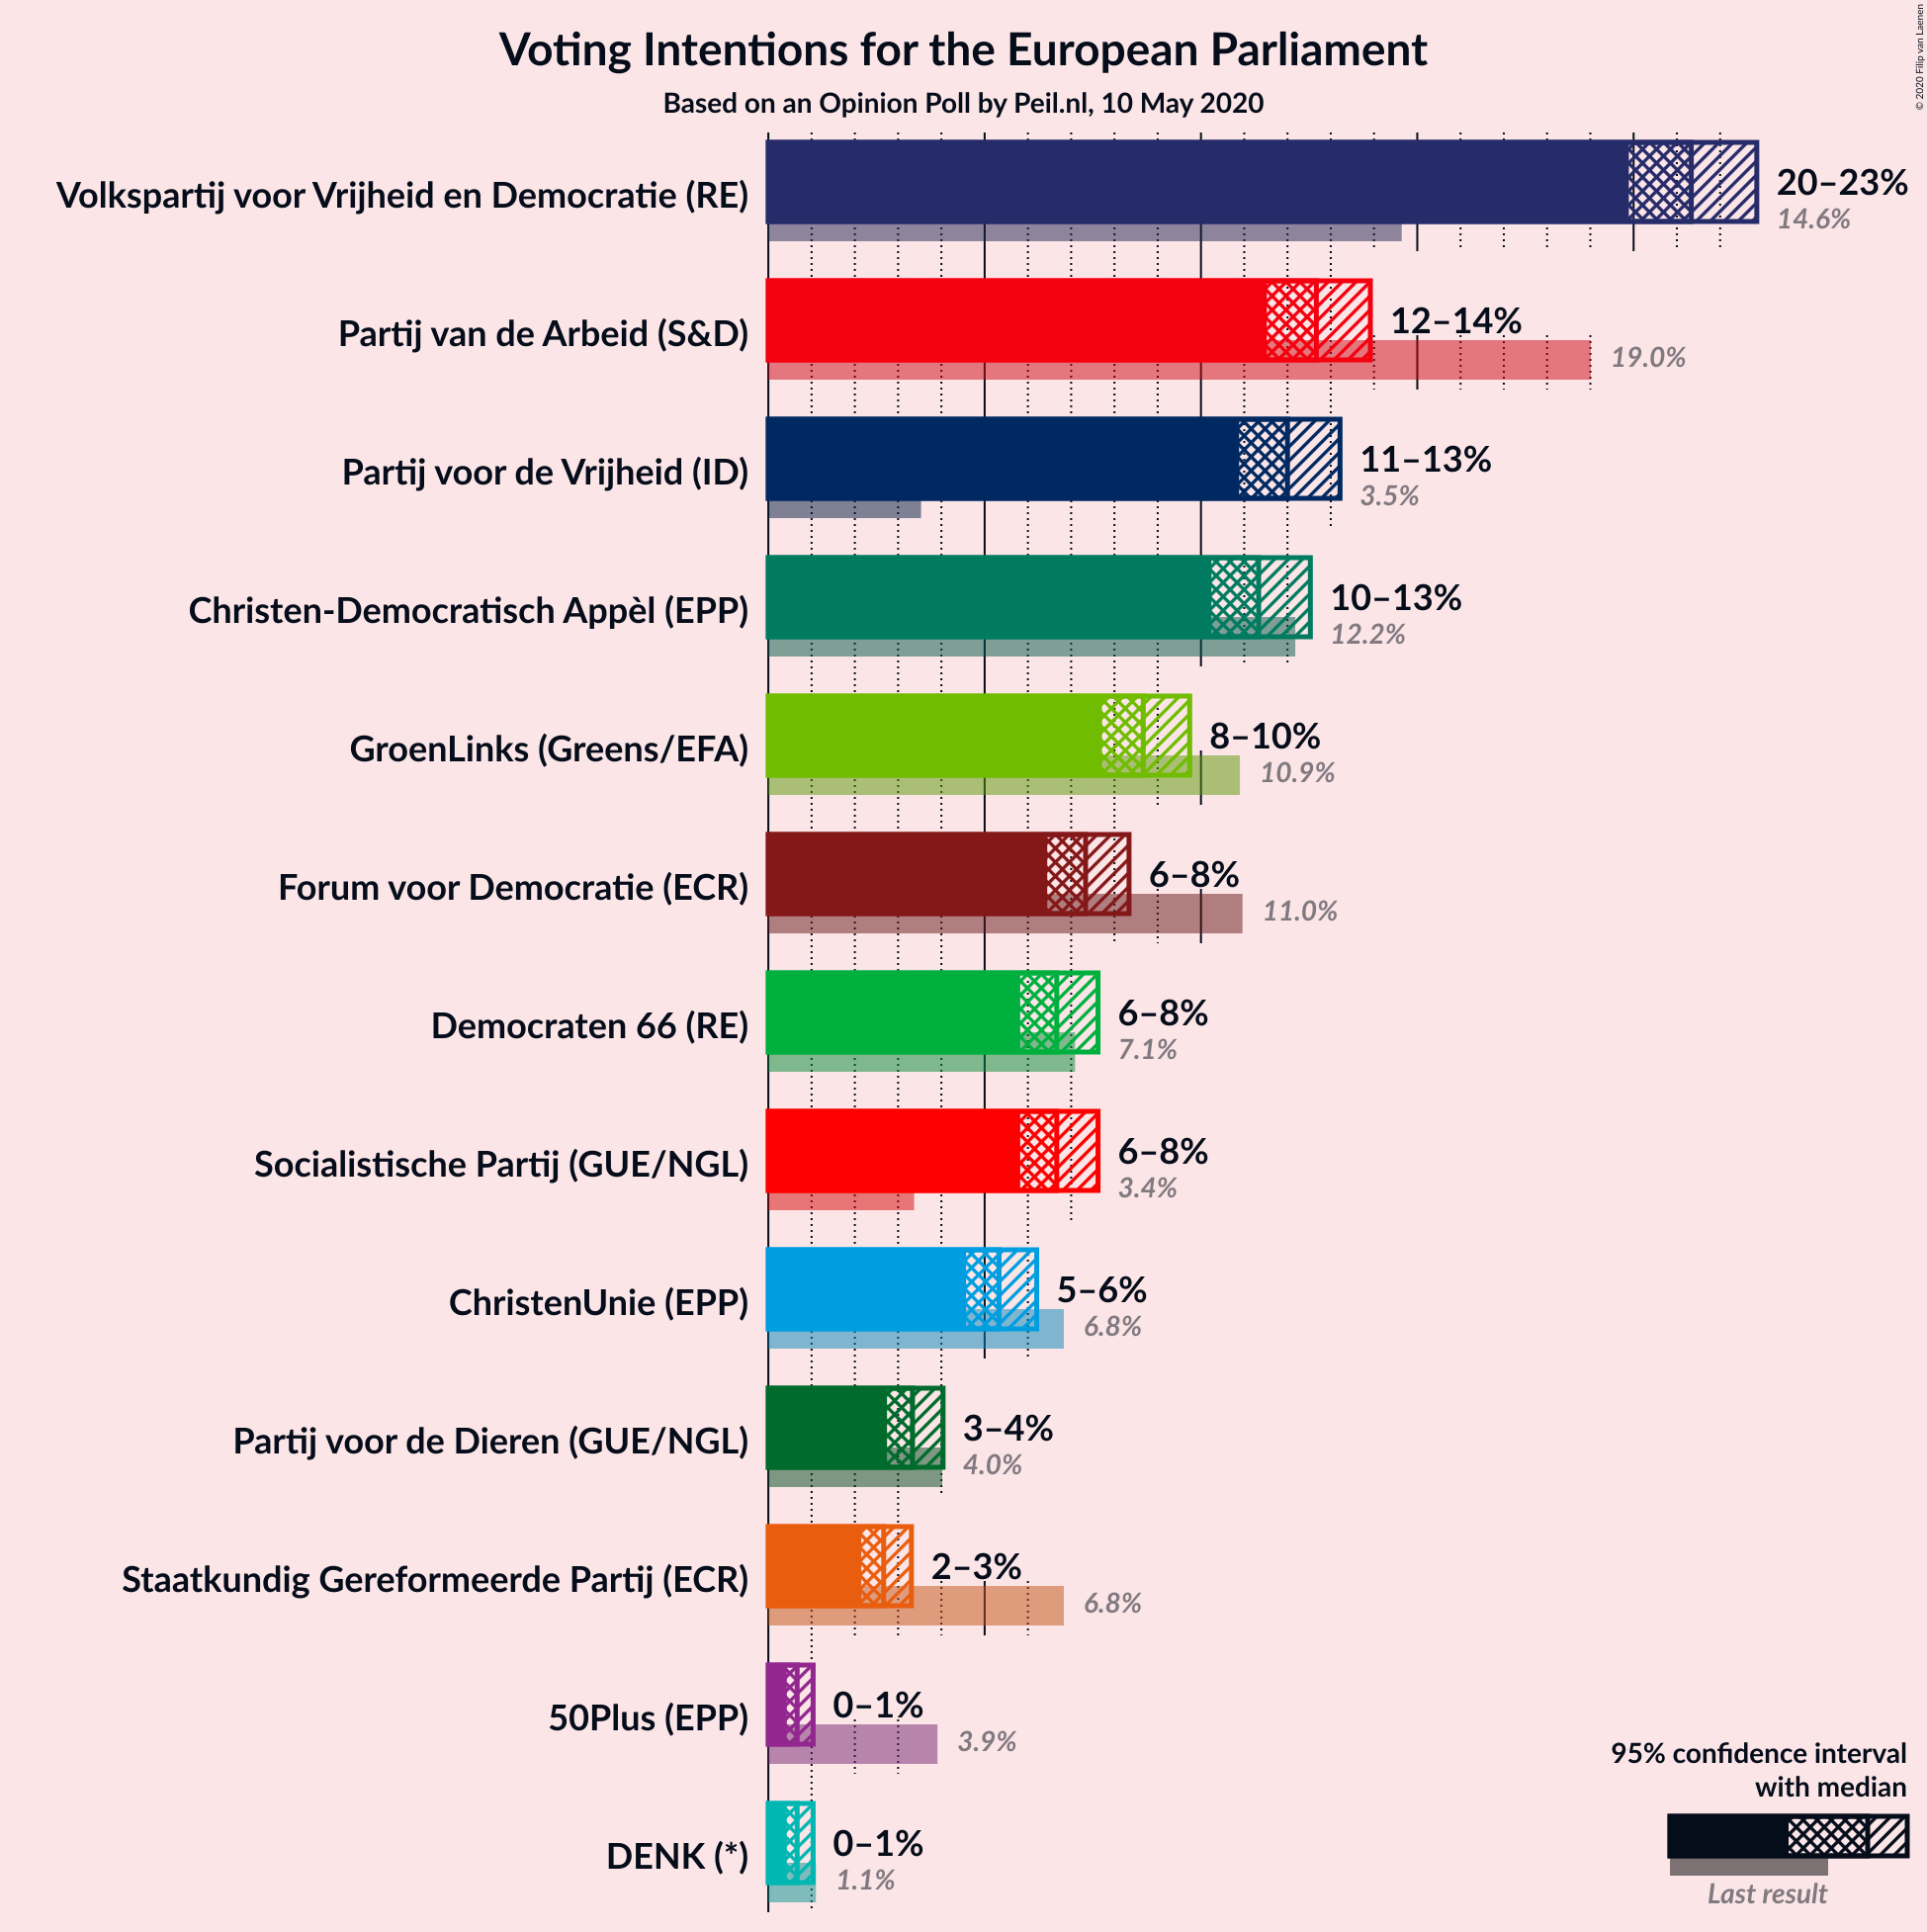 Voting Intentions for the European Parliament
Based on an Opinion Poll by Peil.nl, 10 May 2020
© 2020 Filip van Laenen
Volkspartij voor Vrijheid en Democratie (RE)
20–23%
14.6%
Partij van de Arbeid (S&D)
12–14%
19.0%
Partij voor de Vrijheid (ID)
11–13%
3.5%
Christen-Democratisch Appèl (EPP)
10–13%
12.2%
GroenLinks (Greens/EFA)
8–10%
10.9%
Forum voor Democratie (ECR)
6–8%
11.0%
Democraten 66 (RE)
6–8%
7.1%
Socialistische Partij (GUE/NGL)
6–8%
3.4%
ChristenUnie (EPP)
5–6%
6.8%
Partij voor de Dieren (GUE/NGL)
3–4%
4.0%
Staatkundig Gereformeerde Partij (ECR)
2–3%
6.8%
50Plus (EPP)
0–1%
3.9%
DENK (*)
0–1%
1.1%
95% confidence interval
with median
Last result